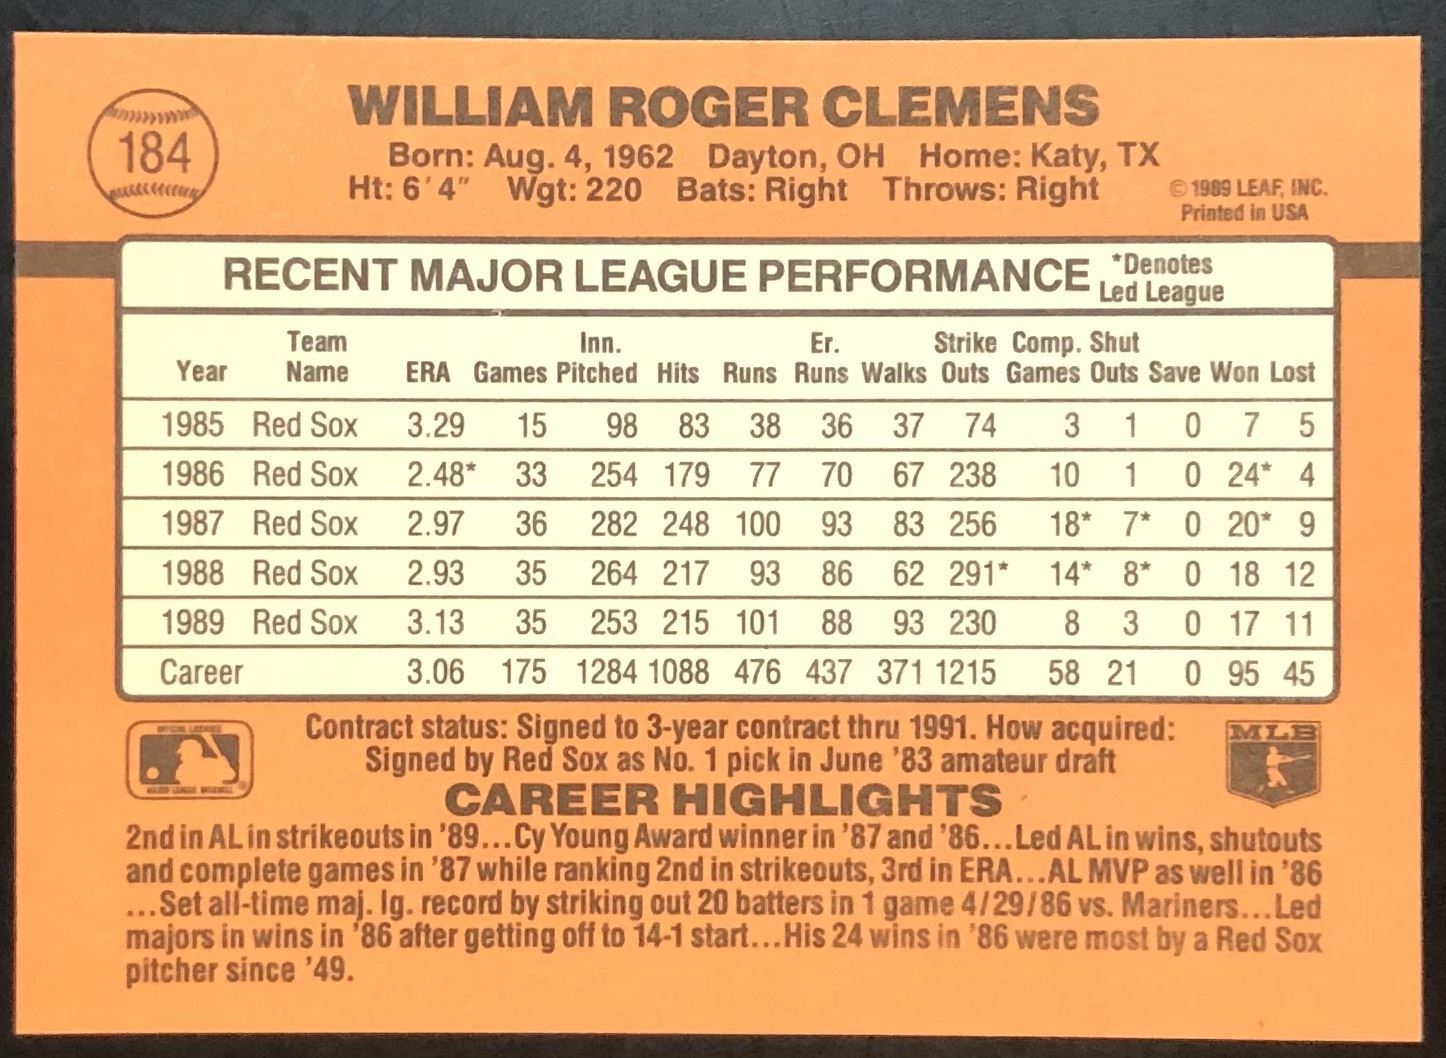 184
WILLIAM ROGER CLEMENS
Born: Aug. 4, 1962 Dayton, OH Home: Katy, TX
Ht: 6'4" Wgt: 220 Bats: Right Throws: Right
© 1989 LEAF, INC.
Printed in USA
RECENT MAJOR LEAGUE PERFORMANCE *Denotes Led League
Year Team Name ERA Games Inn. Pitched Hits Runs Er. Runs Walks Strike Outs Comp. Games Shut Outs Save Won Lost
1985 Red Sox 3.29 15 98 83 38 36 37 74 3 1 0 7 5
1986 Red Sox 2.48* 33 254 179 77 70 67 238 10 1 0 24* 4
1987 Red Sox 2.97 36 282 248 100 93 83 256 18* 7* 0 20* 9
1988 Red Sox 2.93 35 264 217 93 86 62 291* 14* 8* 0 18 12
1989 Red Sox 3.13 35 253 215 101 88 93 230 8 3 0 17 11
Career 3.06 175 1284 1088 476 437 371 1215 58 21 0 95 45
Contract status: Signed to 3-year contract thru 1991. How acquired:
Signed by Red Sox as No. 1 pick in June '83 amateur draft
MLB
CAREER HIGHLIGHTS
2nd in AL in strikeouts in '89...Cy Young Award winner in '87 and '86...Led AL in wins, shutouts
and complete games in '87 while ranking 2nd in strikeouts, 3rd in ERA...AL MVP as well in '86
...Set all-time maj. lg. record by striking out 20 batters in 1 game 4/29/86 vs. Mariners...Led
majors in wins in '86 after getting off to 14-1 start...His 24 wins in '86 were most by a Red Sox
pitcher since '49.